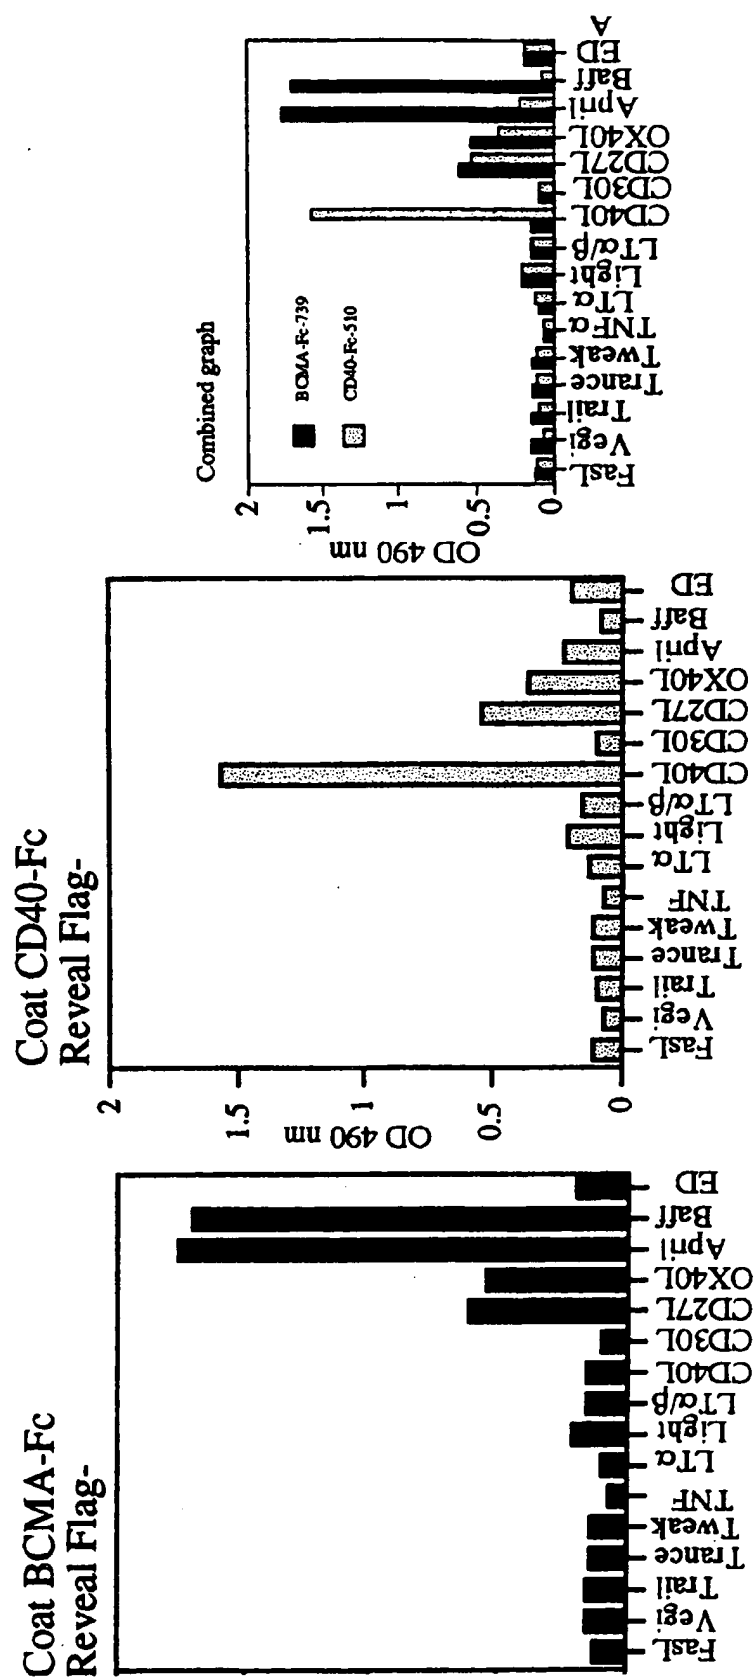 Coat BCMA-Fc
Reveal Flag-
FasL
Vegi
Trail
Trance
Tweak
TNF
LTα
Light
LTα/β
CD40L
CD30L
CD27L
OX40L
April
Baff
ED
Coat CD40-Fc
Reveal Flag-
OD 490 nm
2
1.5
1
0.5
0
FasL
Vegi
Trail
Trance
Tweak
TNF
LTα
Light
LTα/β
CD40L
CD30L
CD27L
OX40L
April
Baff
ED
Combined graph
BCMA-Fc-739
CD40-Fc-510
OD 490 nm
2
1.5
1
0.5
0
FasL
Vegi
Trail
Trance
Tweak
TNFα
LTα
Light
LTα/β
CD40L
CD30L
CD27L
OX40L
April
Baff
ED
A